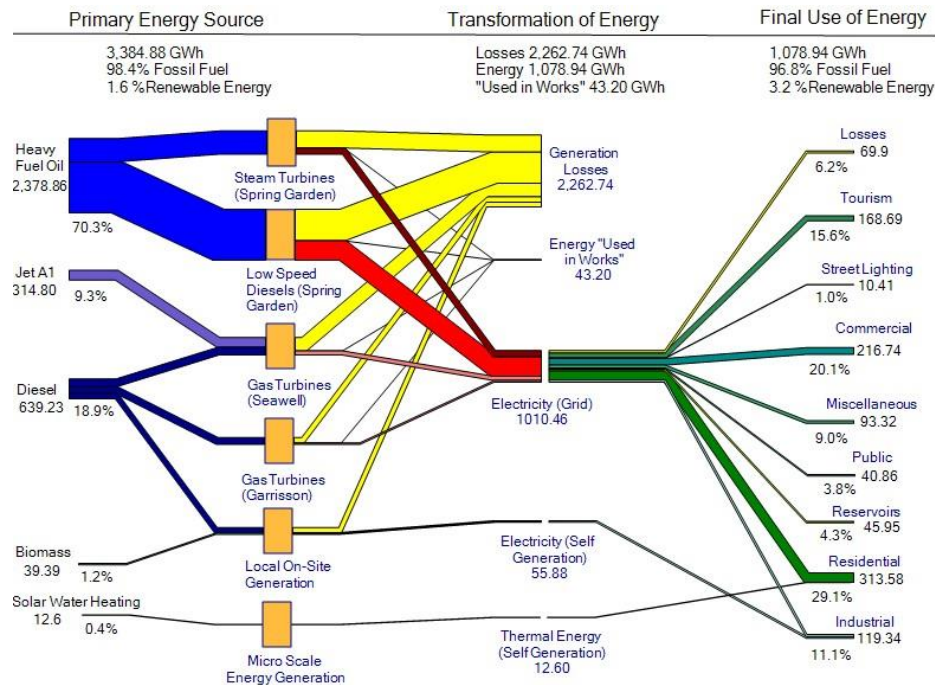 Primary Energy Source
Transformation of Energy
Final Use of Energy
3,384.88 GWh
98.4% Fossil Fuel
1.6 %Renewable Energy
Losses 2,262.74 GWh
Energy 1,078.94 GWh
"Used in Works" 43.20 GWh
1,078.94 GWh
96.8% Fossil Fuel
3.2 %Renewable Energy
Heavy
Fuel Oil
2,378.86
70.3%
Jet A1
314.80
9.3%
Diesel
639.23
18.9%
Biomass
39.39
1.2%
Solar Water Heating
12.6
0.4%
Steam Turbines
(Spring Garden)
Low Speed
Diesels (Spring
Garden)
Gas Turbines
(Seawell)
Gas Turbines
(Garrisson)
Local On-Site
Generation
Micro Scale
Energy Generation
Generation
Losses
2,262.74
Energy "Used
in Works"
43.20
Electricity (Grid)
1010.46
Electricity (Self
Generation)
55.88
Thermal Energy
(Self Generation)
12.60
Losses
69.9
6.2%
Tourism
168.69
15.6%
Street Lighting
10.41
1.0%
Commercial
216.74
20.1%
Miscellaneous
93.32
9.0%
Public
40.86
3.8%
Reservoirs
45.95
4.3%
Residential
313.58
29.1%
Industrial
119.34
11.1%